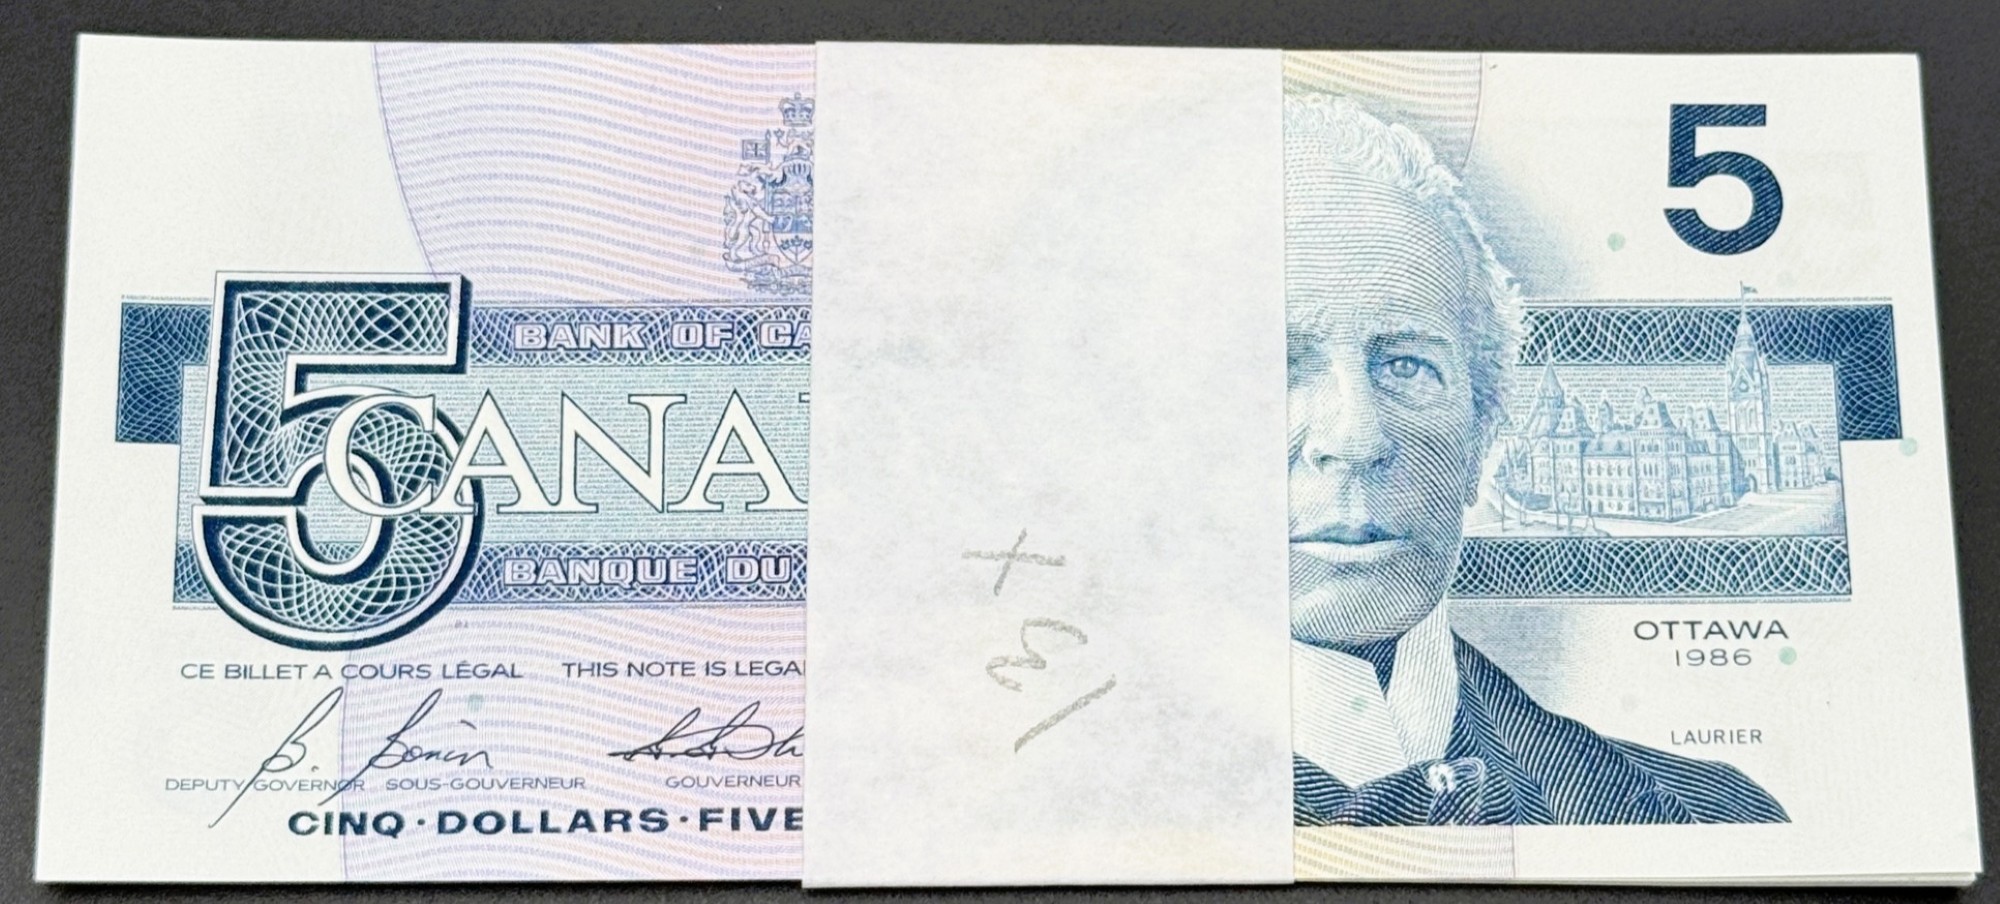 5
BANK OF CA
5 CANA
BANQUE DU
OTTAWA
1986
CE BILLET A COURS LÉGAL THIS NOTE IS LEGAL
LAURIER
B. Bonin
DEPUTY GOVERNOR SOUS-GOUVERNEUR GOUVERNEUR
CINQ · DOLLARS · FIVE